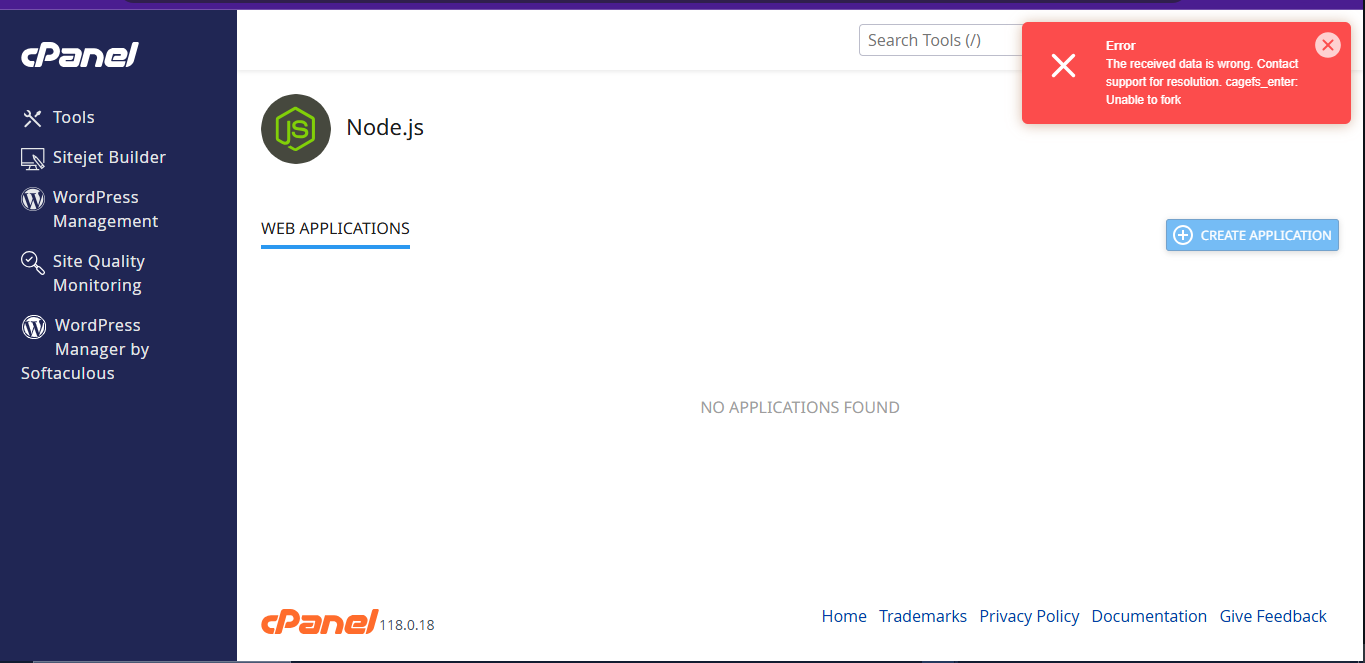 cPanel
Tools
Sitejet Builder
WordPress
Management
Site Quality
Monitoring
WordPress
Manager by
Softaculous
Search Tools (/)
Error
The received data is wrong. Contact
support for resolution. cagefs_enter:
Unable to fork
JS
Node.js
WEB APPLICATIONS
CREATE APPLICATION
NO APPLICATIONS FOUND
cPanel 118.0.18
Home Trademarks Privacy Policy Documentation Give Feedback